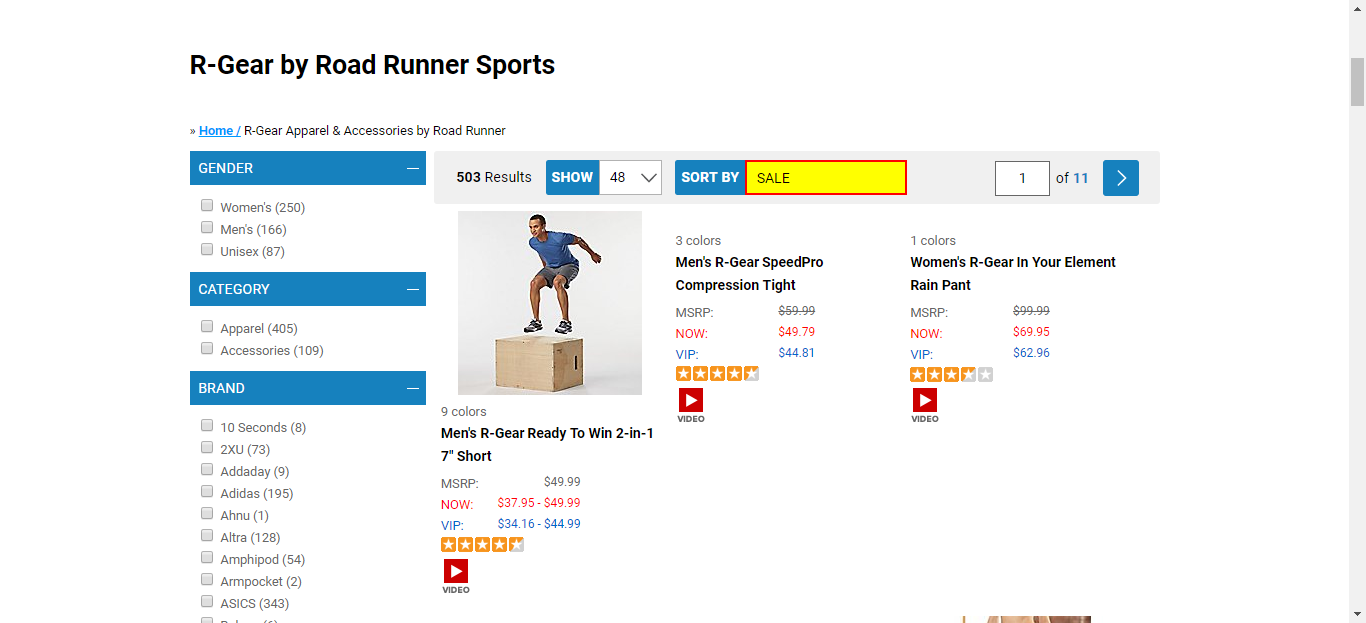 R-Gear by Road Runner Sports
» Home / R-Gear Apparel & Accessories by Road Runner
GENDER
Women's (250)
Men's (166)
Unisex (87)
CATEGORY
Apparel (405)
Accessories (109)
BRAND
10 Seconds (8)
2XU (73)
Addaday (9)
Adidas (195)
Ahnu (1)
Altra (128)
Amphipod (54)
Armpocket (2)
ASICS (343)
503 Results SHOW 48 SORT BY SALE 1 of 11
9 colors
Men's R-Gear Ready To Win 2-in-1
7" Short
MSRP: $49.99
NOW: $37.95 - $49.99
VIP: $34.16 - $44.99
VIDEO
3 colors
Men's R-Gear SpeedPro
Compression Tight
MSRP: $59.99
NOW: $49.79
VIP: $44.81
VIDEO
1 colors
Women's R-Gear In Your Element
Rain Pant
MSRP: $99.99
NOW: $69.95
VIP: $62.96
VIDEO